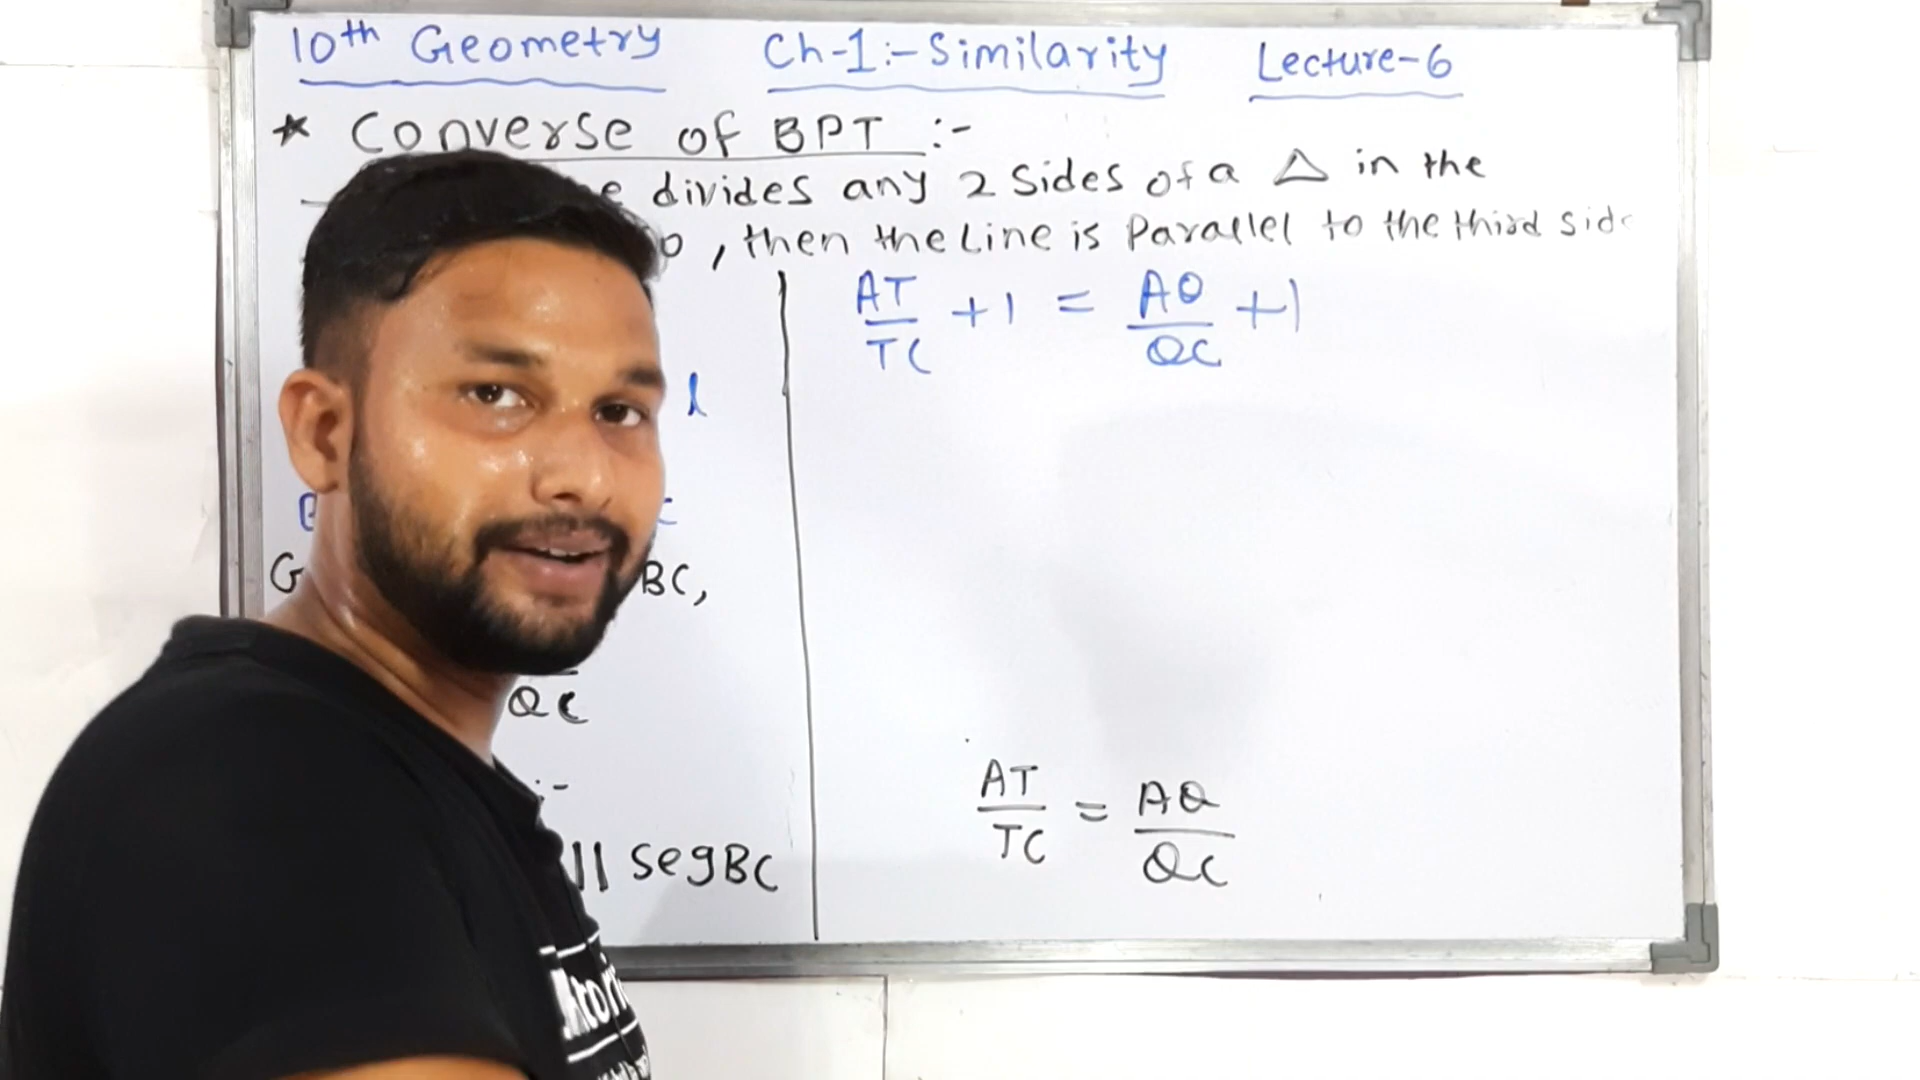 10th Geometry Ch-1:- Similarity Lecture-6
* Converse of BPT :-
divides any 2 sides of a △ in the
, then the Line is Parallel to the third side
AT/TC + 1 = AQ/QC + 1
l
BC,
QC
:-
|| seg BC
AT/TC = AQ/QC